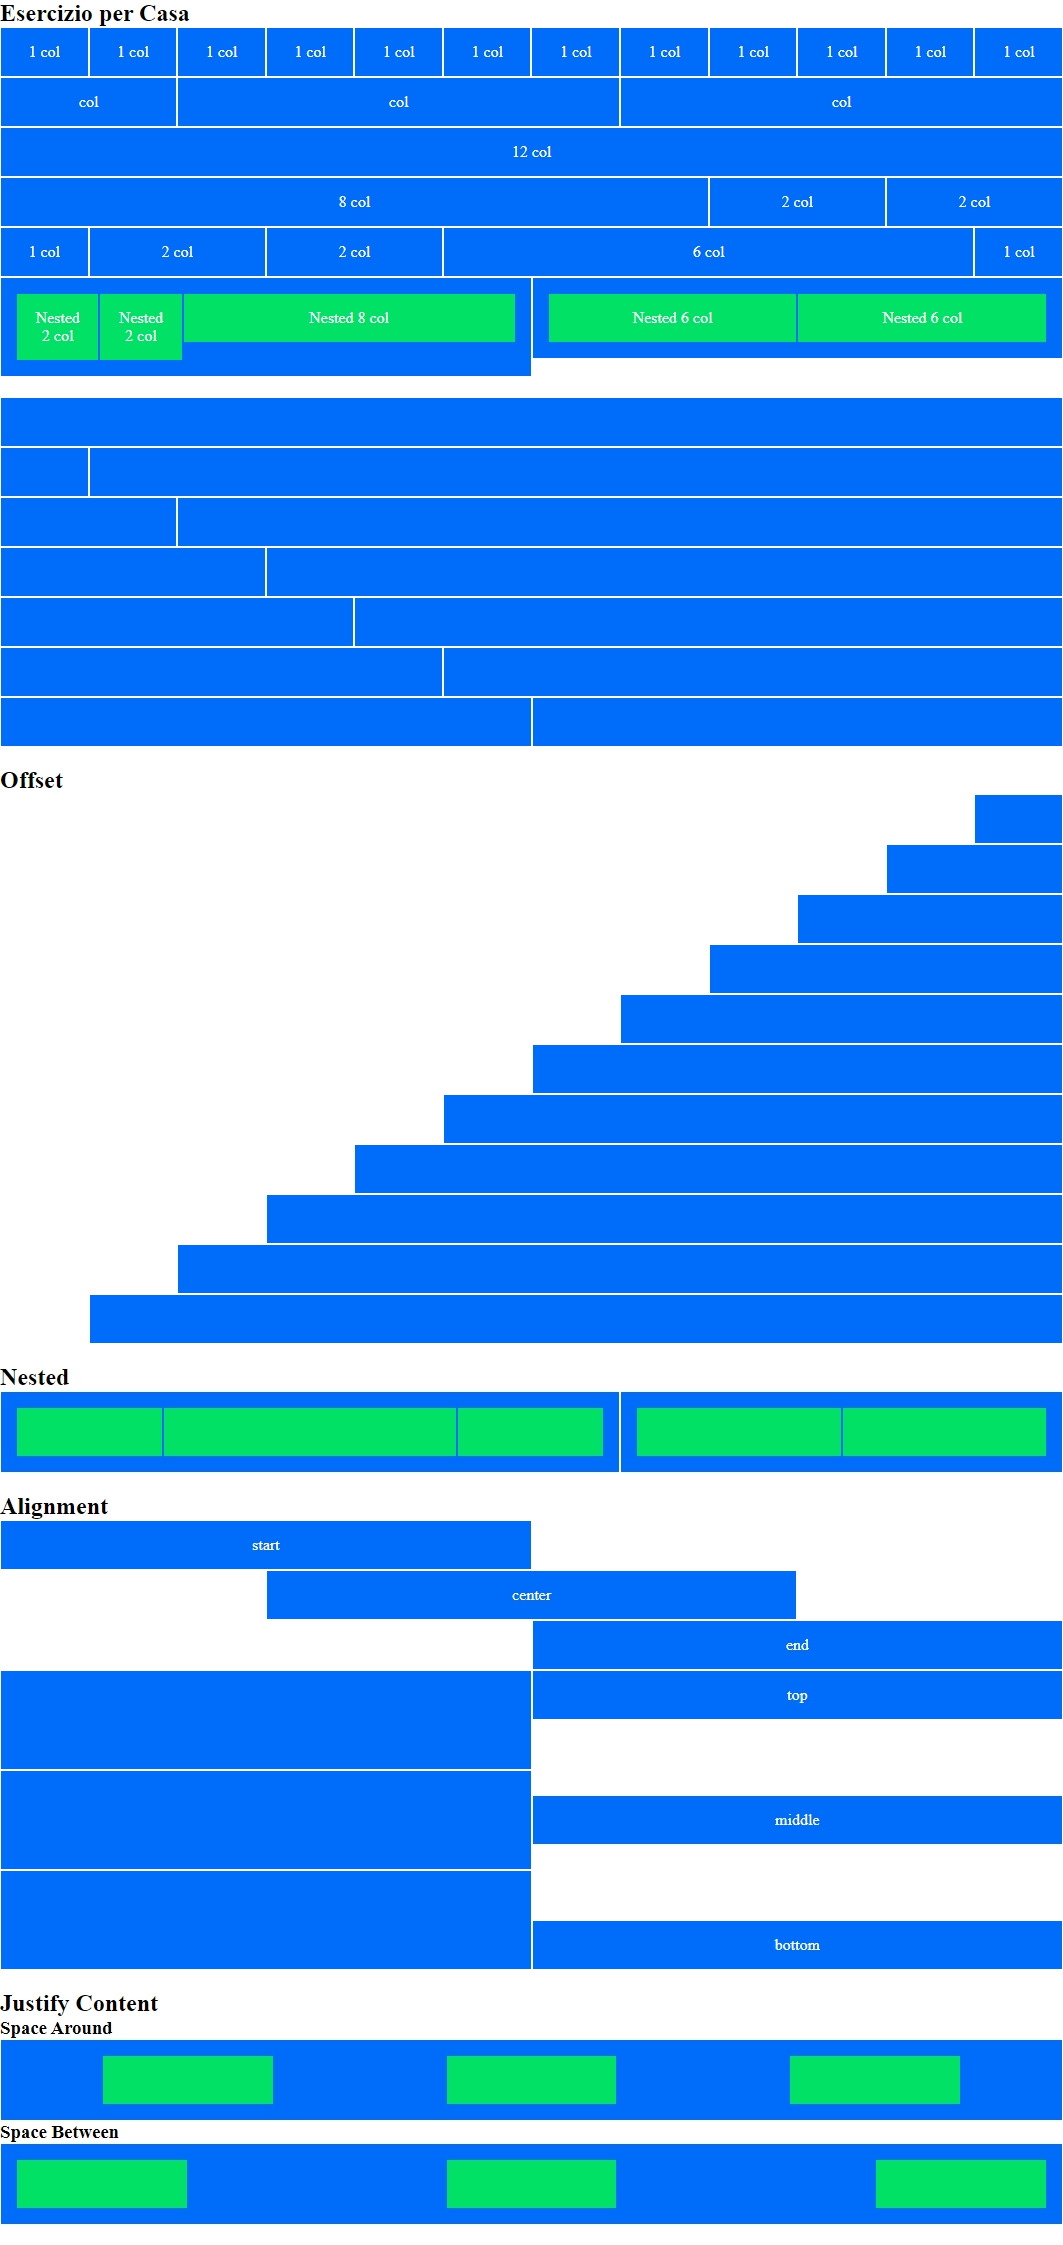 Esercizio per Casa
1 col 1 col 1 col 1 col 1 col 1 col 1 col 1 col 1 col 1 col 1 col 1 col
col col col
12 col
8 col 2 col 2 col
1 col 2 col 2 col 6 col 1 col
Nested Nested Nested 8 col Nested 6 col Nested 6 col
2 col 2 col
Offset
Nested
Alignment
start
center
end
top
middle
bottom
Justify Content
Space Around
Space Between